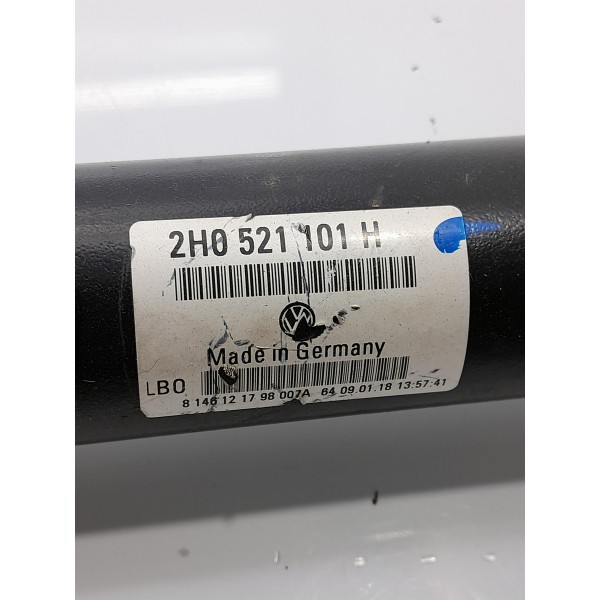 2H0 521 101 H
Made in Germany
LBO
8 146 12 17 98 007A 64 09.01.18 13:57:41